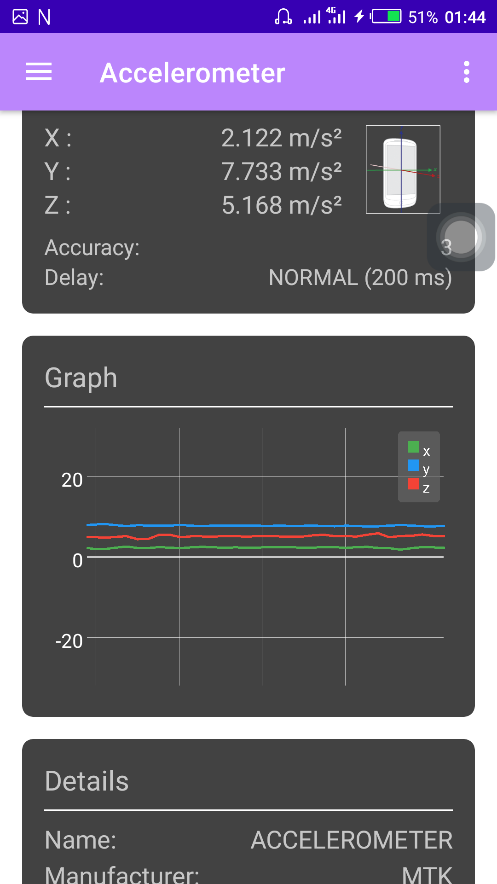 4G 51% 01:44
Accelerometer
X : 2.122 m/s²
Y : 7.733 m/s²
Z : 5.168 m/s²
Accuracy: 3
Delay: NORMAL (200 ms)
Graph
x
y
z
20
0
-20
Details
Name: ACCELEROMETER
Manufacturer: MTK